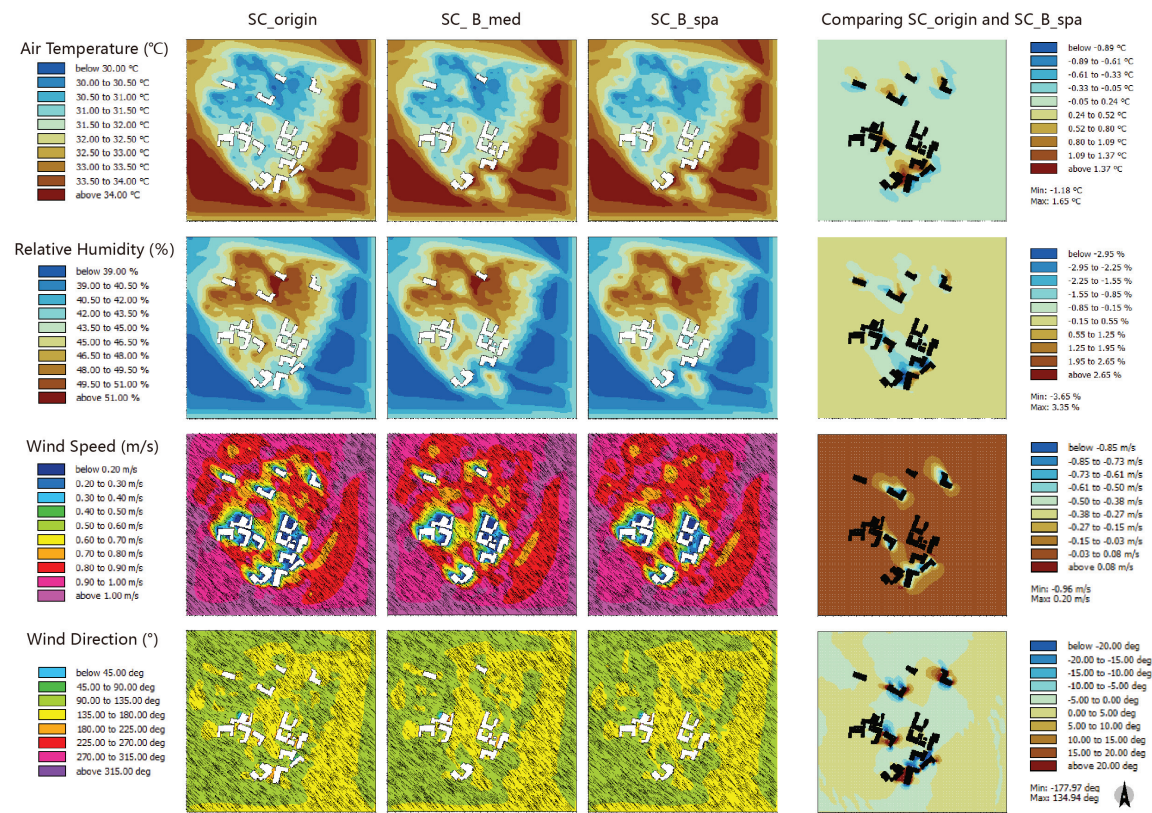 SC_origin
SC_ B_med
SC_B_spa
Comparing SC_origin and SC_B_spa
Air Temperature (℃)
below 30.00 ºC
30.00 to 30.50 ºC
30.50 to 31.00 ºC
31.00 to 31.50 ºC
31.50 to 32.00 ºC
32.00 to 32.50 ºC
32.50 to 33.00 ºC
33.00 to 33.50 ºC
33.50 to 34.00 ºC
above 34.00 ºC
below -0.89 ºC
-0.89 to -0.61 ºC
-0.61 to -0.33 ºC
-0.33 to -0.05 ºC
-0.05 to 0.24 ºC
0.24 to 0.52 ºC
0.52 to 0.80 ºC
0.80 to 1.09 ºC
1.09 to 1.37 ºC
above 1.37 ºC
Min: -1.18 ºC
Max: 1.65 ºC
Relative Humidity (%)
below 39.00 %
39.00 to 40.50 %
40.50 to 42.00 %
42.00 to 43.50 %
43.50 to 45.00 %
45.00 to 46.50 %
46.50 to 48.00 %
48.00 to 49.50 %
49.50 to 51.00 %
above 51.00 %
below -2.95 %
-2.95 to -2.25 %
-2.25 to -1.55 %
-1.55 to -0.85 %
-0.85 to -0.15 %
-0.15 to 0.55 %
0.55 to 1.25 %
1.25 to 1.95 %
1.95 to 2.65 %
above 2.65 %
Min: -3.65 %
Max: 3.35 %
Wind Speed (m/s)
below 0.20 m/s
0.20 to 0.30 m/s
0.30 to 0.40 m/s
0.40 to 0.50 m/s
0.50 to 0.60 m/s
0.60 to 0.70 m/s
0.70 to 0.80 m/s
0.80 to 0.90 m/s
0.90 to 1.00 m/s
above 1.00 m/s
below -0.85 m/s
-0.85 to -0.73 m/s
-0.73 to -0.61 m/s
-0.61 to -0.50 m/s
-0.50 to -0.38 m/s
-0.38 to -0.27 m/s
-0.27 to -0.15 m/s
-0.15 to -0.03 m/s
-0.03 to 0.08 m/s
above 0.08 m/s
Min: -0.96 m/s
Max: 0.20 m/s
Wind Direction (°)
below 45.00 deg
45.00 to 90.00 deg
90.00 to 135.00 deg
135.00 to 180.00 deg
180.00 to 225.00 deg
225.00 to 270.00 deg
270.00 to 315.00 deg
above 315.00 deg
below -20.00 deg
-20.00 to -15.00 deg
-15.00 to -10.00 deg
-10.00 to -5.00 deg
-5.00 to 0.00 deg
0.00 to 5.00 deg
5.00 to 10.00 deg
10.00 to 15.00 deg
15.00 to 20.00 deg
above 20.00 deg
Min: -177.97 deg
Max: 134.94 deg